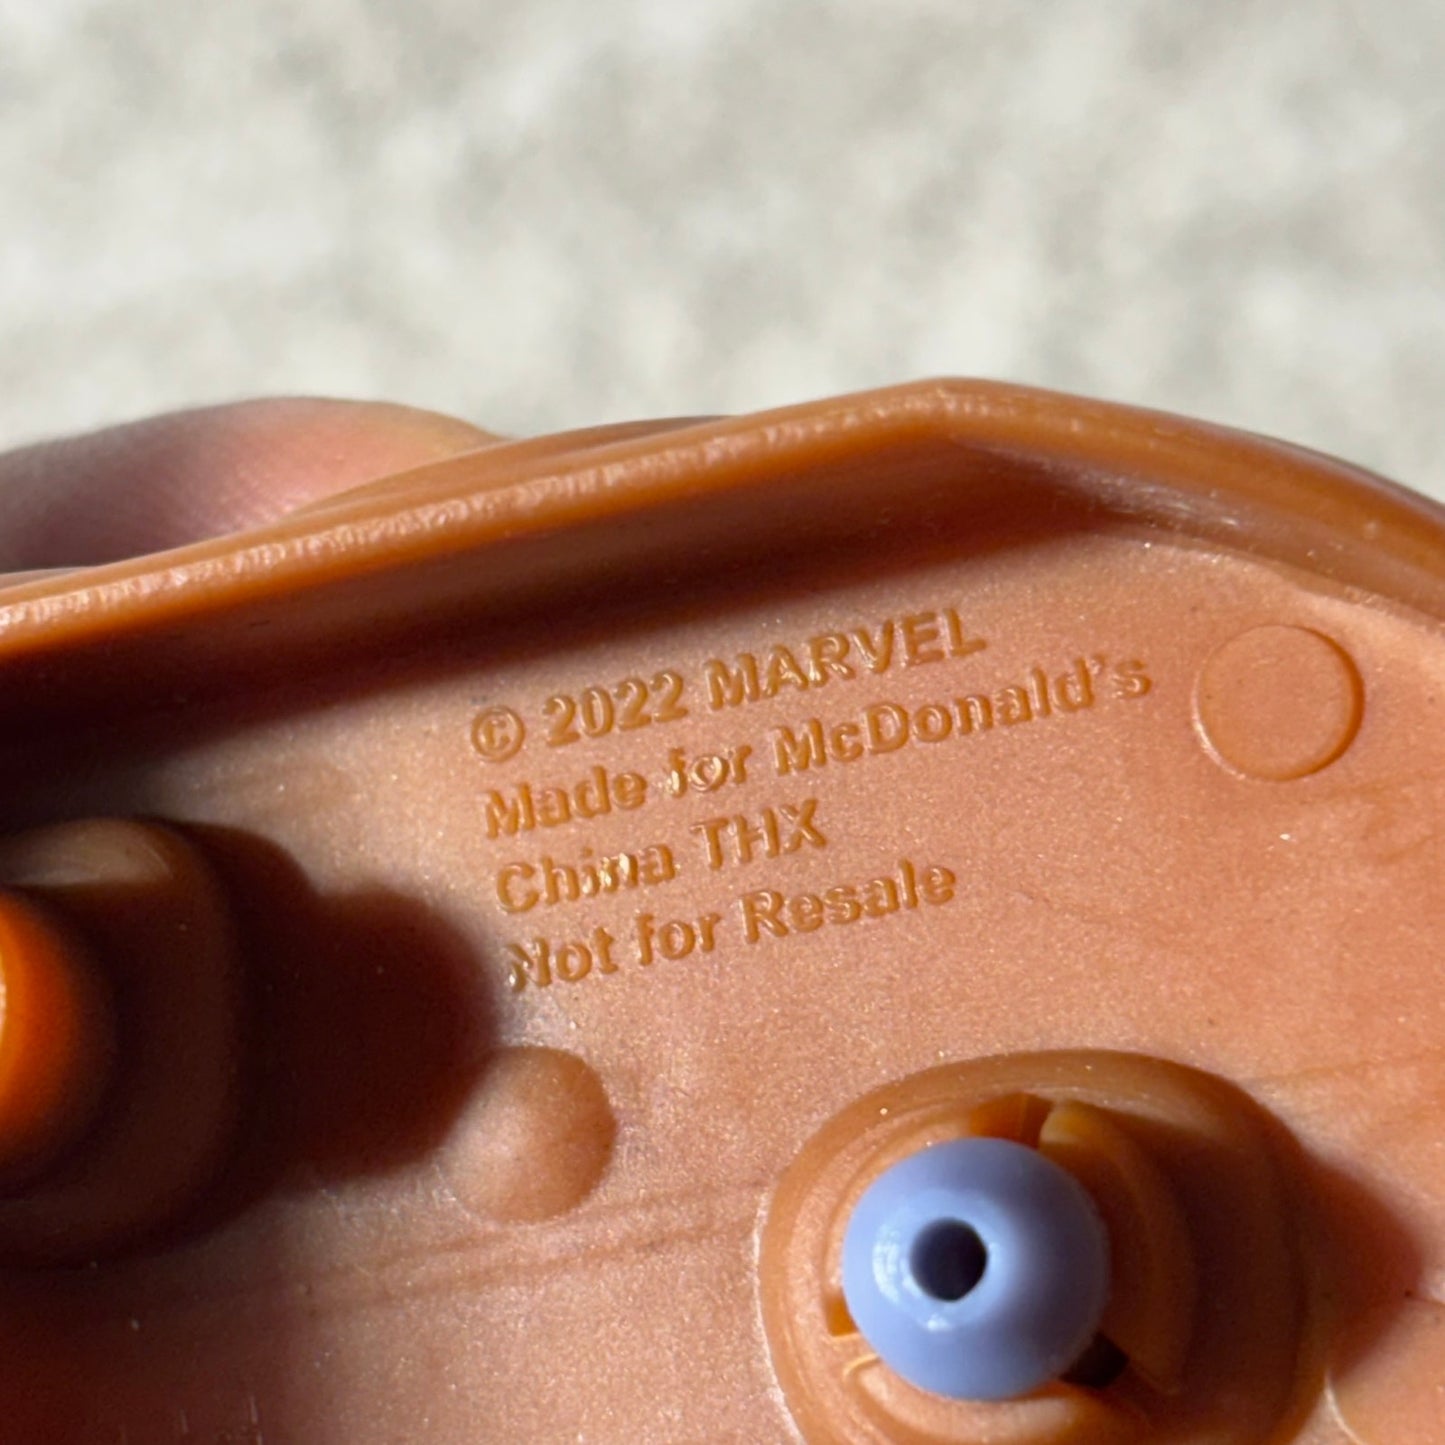 © 2022 MARVEL
Made for McDonald's
China THX
Not for Resale